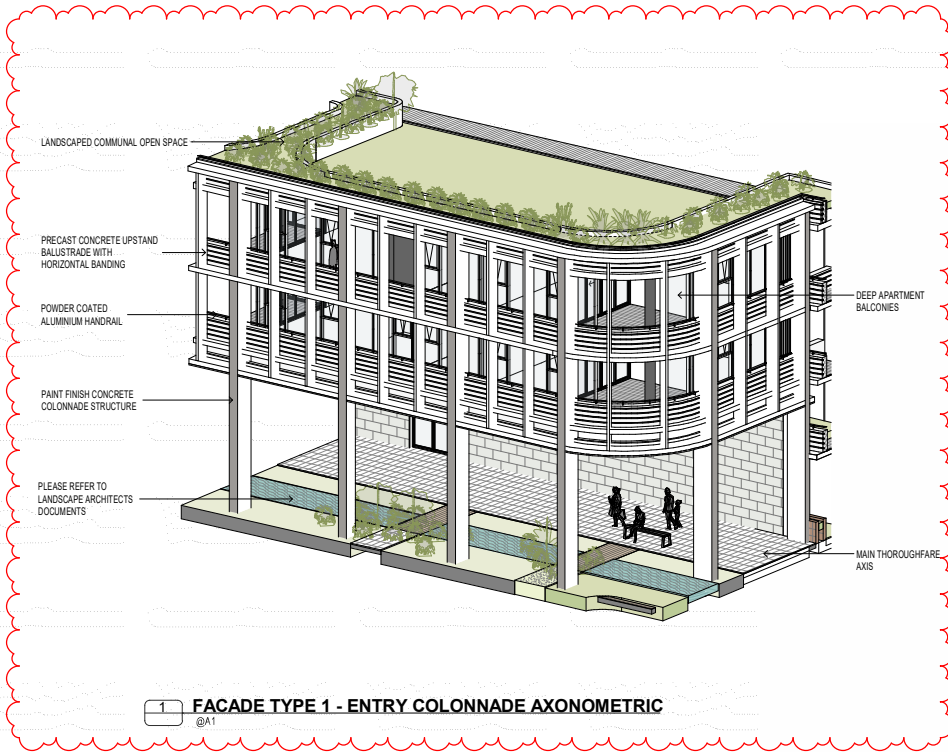 LANDSCAPED COMMUNAL OPEN SPACE
PRECAST CONCRETE UPSTAND
BALUSTRADE WITH
HORIZONTAL BANDING
POWDER COATED
ALUMINIUM HANDRAIL
PAINT FINISH CONCRETE
COLONNADE STRUCTURE
PLEASE REFER TO
LANDSCAPE ARCHITECTS
DOCUMENTS
DEEP APARTMENT
BALCONIES
MAIN THOROUGHFARE
AXIS
1 FACADE TYPE 1 - ENTRY COLONNADE AXONOMETRIC
@A1